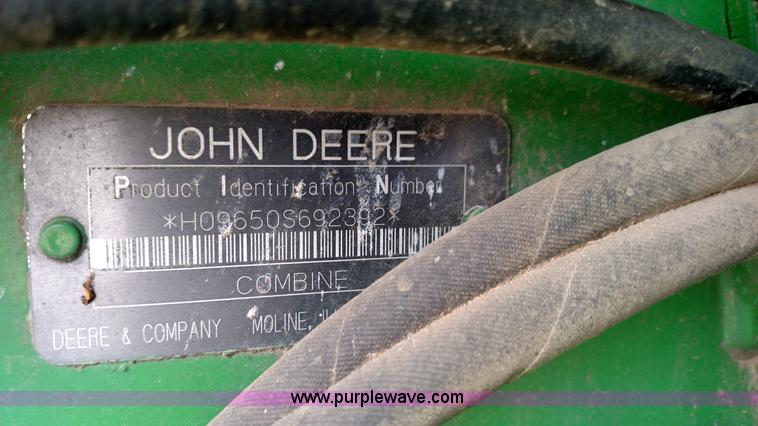 JOHN DEERE
Product Identification Number
*H09650S692392*
COMBINE
DEERE & COMPANY MOLINE,
www.purplewave.com